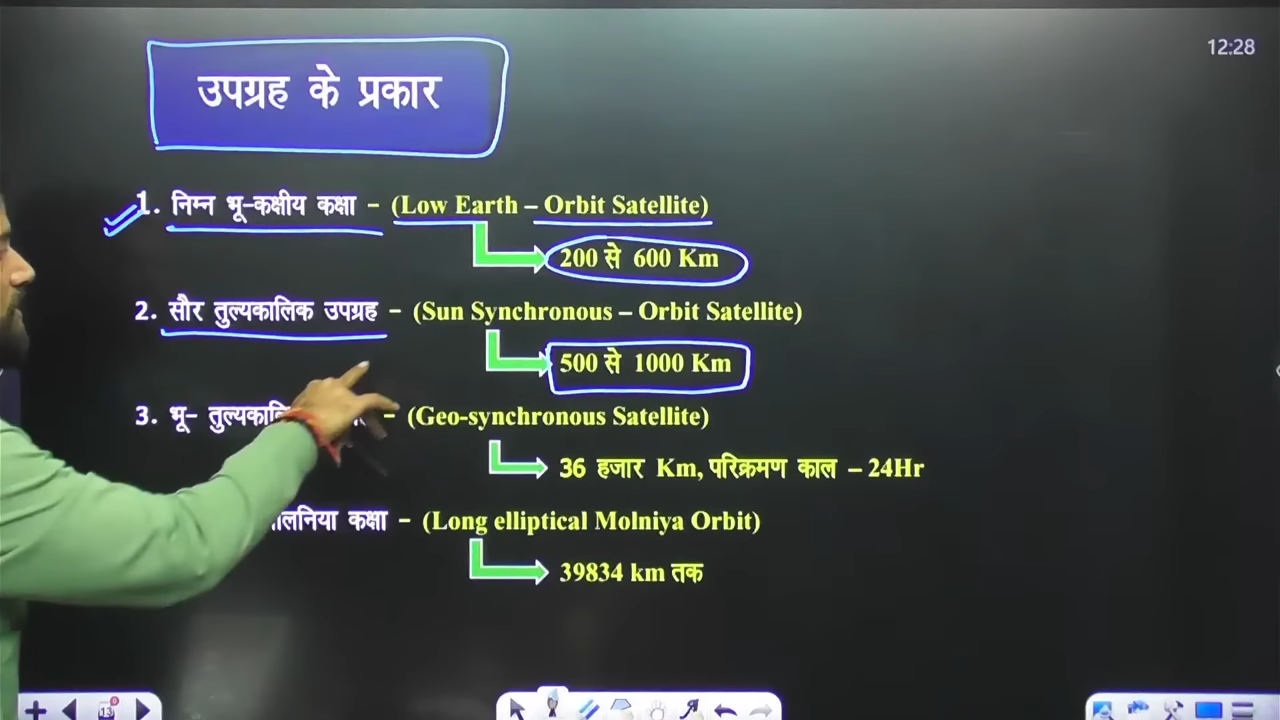 12:28
उपग्रह के प्रकार
1. निम्न भू-कक्षीय कक्षा - (Low Earth – Orbit Satellite)
200 से 600 Km
2. सौर तुल्यकालिक उपग्रह - (Sun Synchronous – Orbit Satellite)
500 से 1000 Km
3. भू- - (Geo-synchronous Satellite)
36 हजार Km, परिक्रमण काल – 24Hr
कक्षा - (Long elliptical Molniya Orbit)
39834 km तक
13